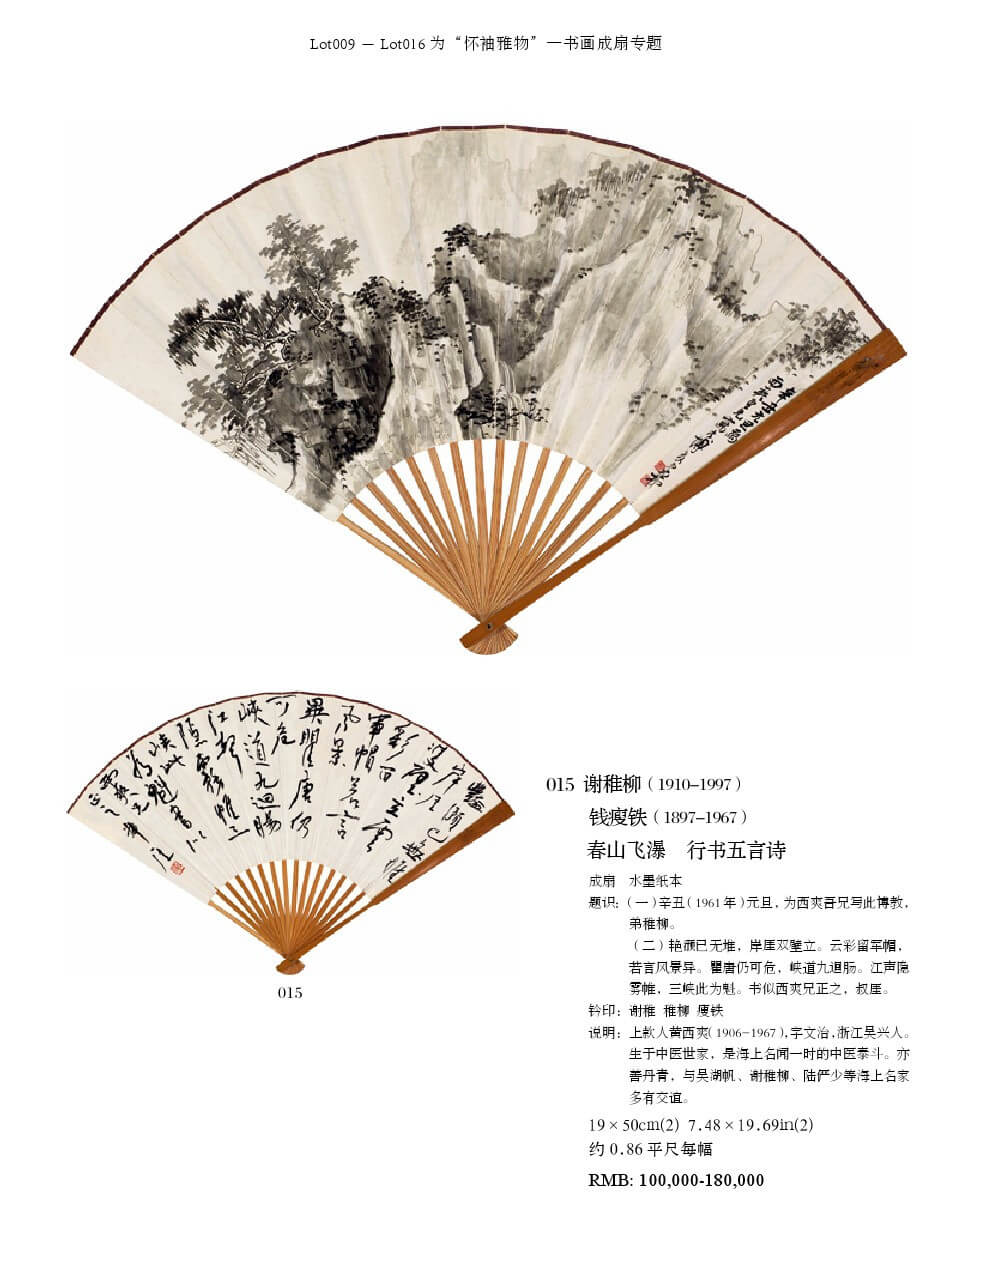 Lot009 — Lot016 为“怀袖雅物”—书画成扇专题
015
015 谢稚柳（1910–1997）
钱瘦铁（1897–1967）
春山飞瀑 行书五言诗
成扇 水墨纸本
题识：（一）辛丑（1961年）元旦，为西爽吾兄写此博教，
弟稚柳。
（二）艳滪已无堆，岸厓双璧立。云彩留军帽，
若言风景异。瞿唐仍可危，峡道九迴肠。江声隐
雾帷，三峡此为魁。书似西爽兄正之，叔厓。
钤印：谢稚 稚柳 瘦铁
说明：上款人黄西爽（1906–1967），字文治，浙江吴兴人。
生于中医世家，是海上名闻一时的中医泰斗。亦
善丹青，与吴湖帆、谢稚柳、陆俨少等海上名家
多有交谊。
19×50cm(2) 7.48×19.69in(2)
约 0.86 平尺每幅
RMB: 100,000-180,000